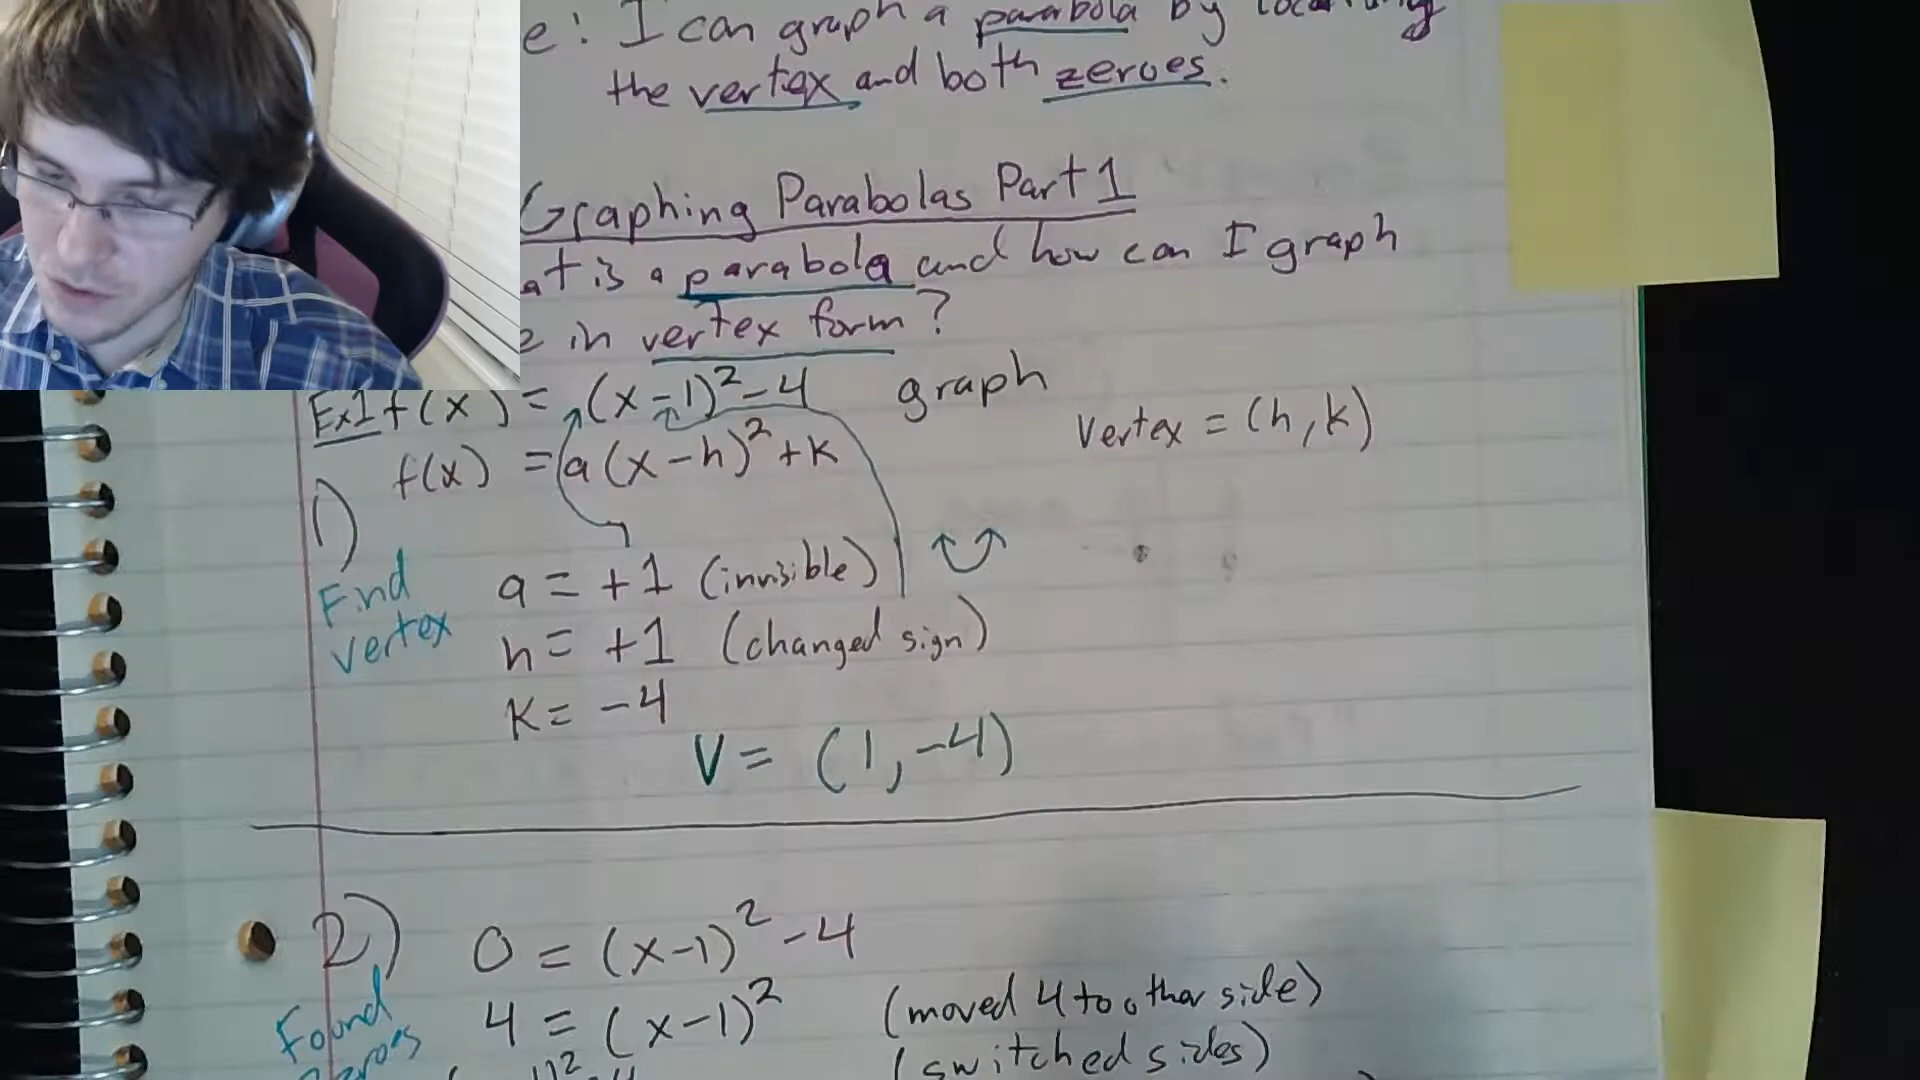 e: I can graph a parabola by
the vertex and both zeroes.
Graphing Parabolas Part 1
at is a parabola and how can I graph
in vertex form?
Ex1 f(x) = (x-1)²-4 graph
Vertex = (h,k)
f(x) = a(x-h)²+k
1)
Find
vertex
a = +1 (invisible)
h = +1 (changed sign)
k = -4
V = (1,-4)
2) 0 = (x-1)²-4
Found
4 = (x-1)² (moved 4 to other side)
(switched sides)